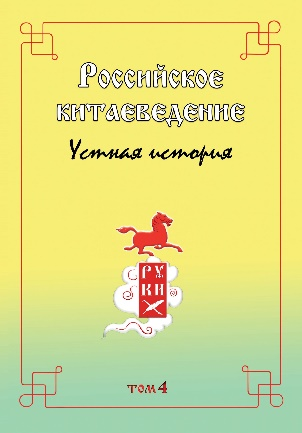 Российское
китаеведение
Устная история
РУ
КИ
том 4